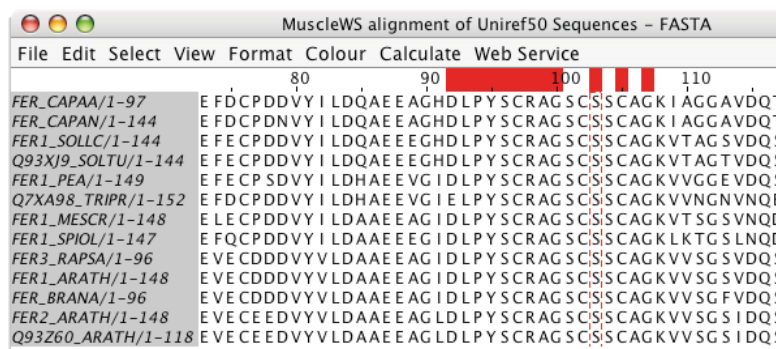 MuscleWS alignment of Uniref50 Sequences – FASTA
File Edit Select View Format Colour Calculate Web Service
80 90 100 110
FER_CAPAA/1-97 EFDCPDDVYILDQAEEAGHDLPYSCRAGSCSSCAGKIAGGAVDQT
FER_CAPAN/1-144 EFDCPDNVYILDQAEEAGHDLPYSCRAGSCSSCAGKIAGGAVDQT
FER1_SOLLC/1-144 EFECPDDVYILDQAEEEGHDLPYSCRAGSCSSCAGKVTAGSVDQS
Q93XJ9_SOLTU/1-144 EFECPDDVYILDQAEEEGHDLPYSCRAGSCSSCAGKVTAGTVDQS
FER1_PEA/1-149 EFECPSDVYILDHAEEVGIDLPYSCRAGSCSSCAGKVVGGEVDQS
Q7XA98_TRIPR/1-152 EFDCPDDVYILDHAEEVGIELPYSCRAGSCSSCAGKVVNGNVNQE
FER1_MESCR/1-148 ELECPDDVYILDAAEEAGIDLPYSCRAGSCSSCAGKVTSGSVNQD
FER1_SPIOL/1-147 EFQCPDDVYILDAAEEEGIDLPYSCRAGSCSSCAGKLKTGSLNQD
FER3_RAPSA/1-96 EVECDDDVYVLDAAEEAGIDLPYSCRAGSCSSCAGKVVSGSVDQS
FER1_ARATH/1-148 EVECDDDVYVLDAAEEAGIDLPYSCRAGSCSSCAGKVVSGSVDQS
FER_BRANA/1-96 EVECDDDVYVLDAAEEAGIDLPYSCRAGSCSSCAGKVVSGFVDQS
FER2_ARATH/1-148 EVECEEDVYVLDAAEEAGLDLPYSCRAGSCSSCAGKVVSGSIDQS
Q93Z60_ARATH/1-118 EVECEEDVYVLDAAEEAGLDLPYSCRAGSCSSCAGKVVSGSIDQS